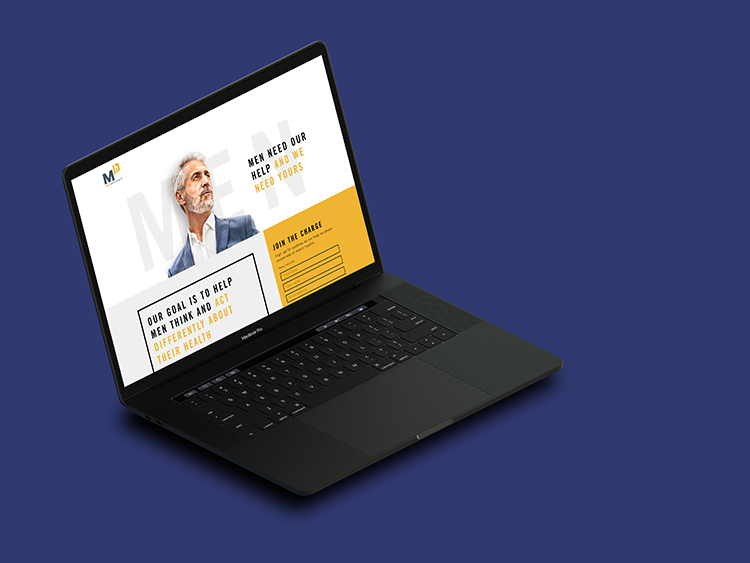 M
MEN
MEN NEED OUR
HELP AND WE
NEED YOURS
JOIN THE CHARGE
OUR GOAL IS TO HELP
MEN THINK AND ACT
DIFFERENTLY ABOUT
THEIR HEALTH
MacBook Pro